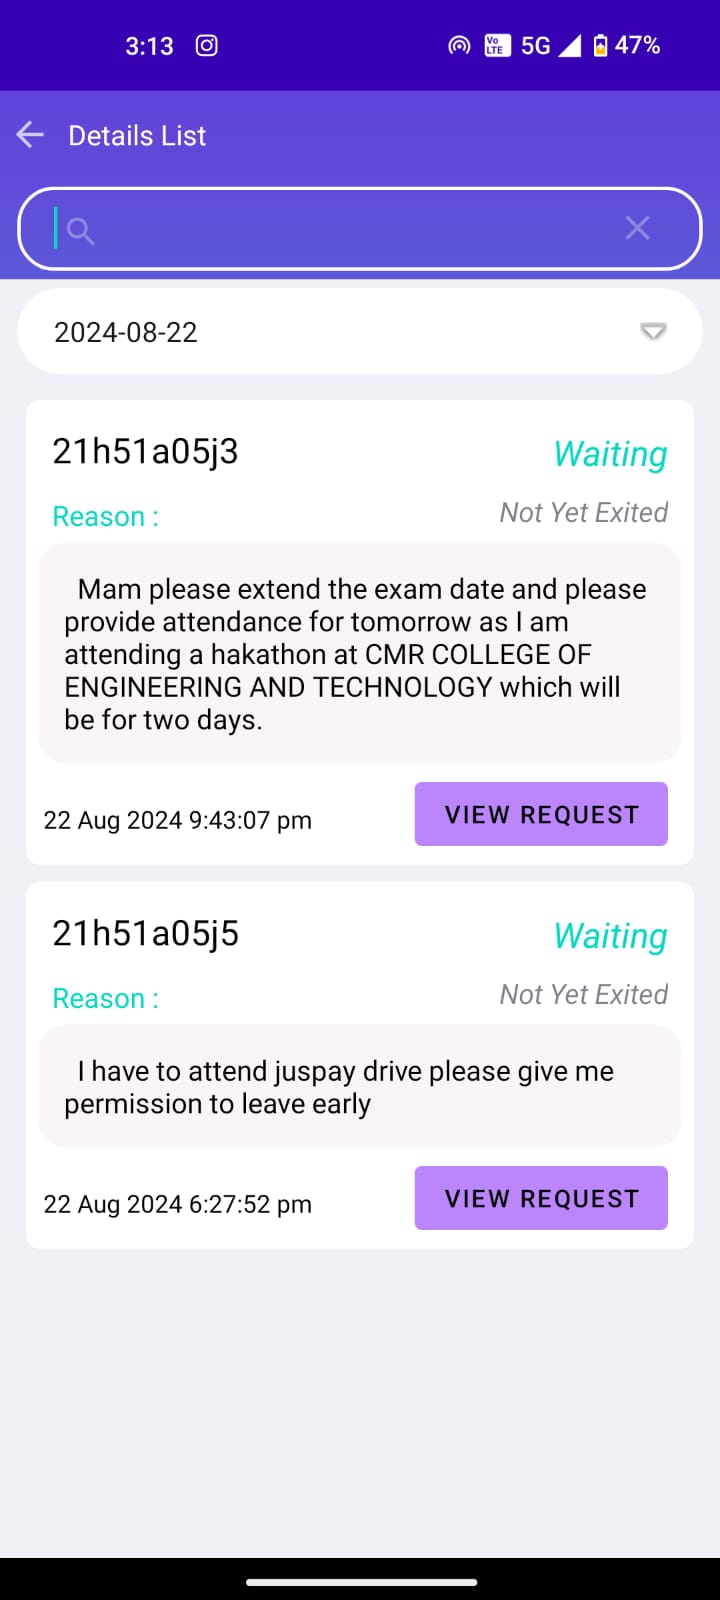 3:13 Vo LTE 5G 47%
Details List
2024-08-22
21h51a05j3 Waiting
Reason : Not Yet Exited
Mam please extend the exam date and please
provide attendance for tomorrow as I am
attending a hakathon at CMR COLLEGE OF
ENGINEERING AND TECHNOLOGY which will
be for two days.
22 Aug 2024 9:43:07 pm VIEW REQUEST
21h51a05j5 Waiting
Reason : Not Yet Exited
I have to attend juspay drive please give me
permission to leave early
22 Aug 2024 6:27:52 pm VIEW REQUEST